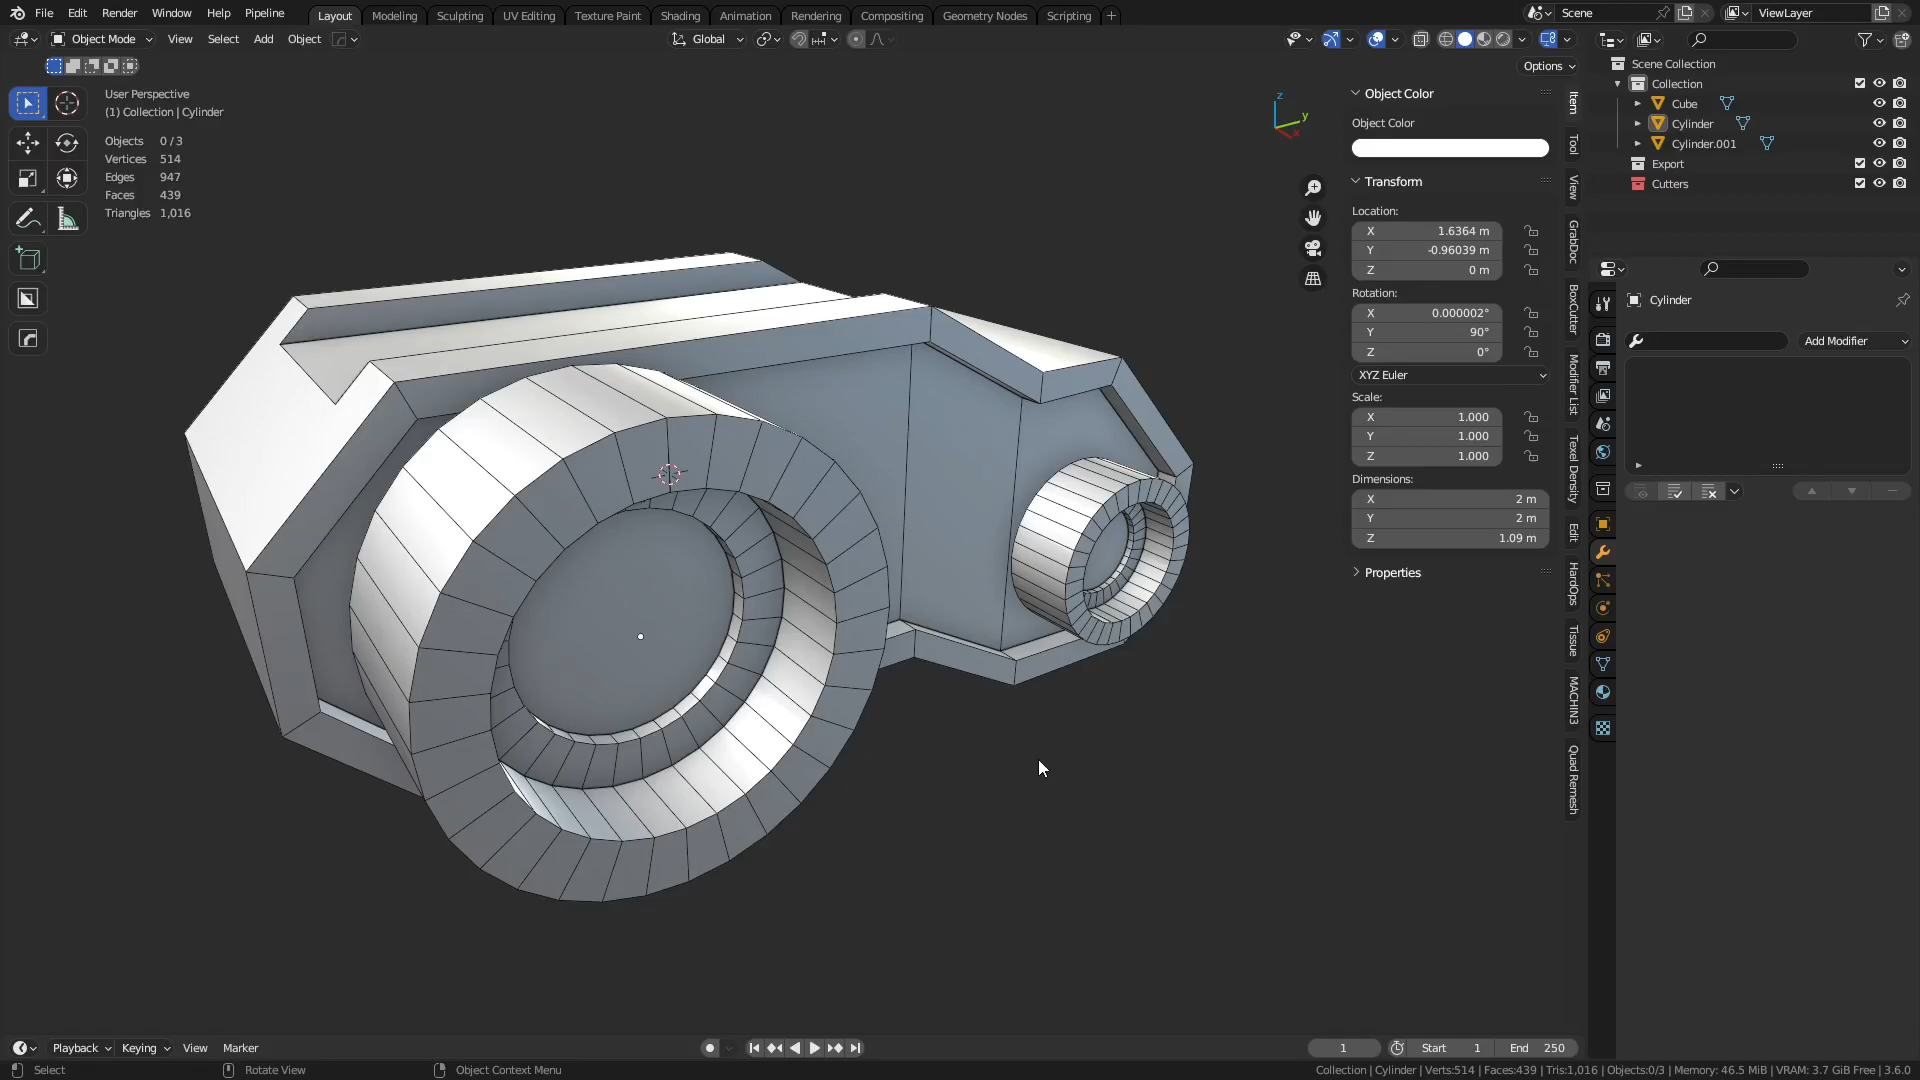 File Edit Render Window Help Pipeline Layout Modeling Sculpting UV Editing Texture Paint Shading Animation Rendering Compositing Geometry Nodes Scripting + Scene ViewLayer
Object Mode View Select Add Object Global
Options
User Perspective
(1) Collection | Cylinder
Objects 0 / 3
Vertices 514
Edges 947
Faces 439
Triangles 1,016
z
y
x
Object Color
Object Color
Transform
Location:
X 1.6364 m
Y -0.96039 m
Z 0 m
Rotation:
X 0.000002°
Y 90°
Z 0°
XYZ Euler
Scale:
X 1.000
Y 1.000
Z 1.000
Dimensions:
X 2 m
Y 2 m
Z 1.09 m
Properties
Item
Tool
View
GrabDoc
BoxCutter
Modifier List
Texel Density
Edit
HardOps
Tissue
MACHIN3
Quad Remesh
Scene Collection
Collection
Cube
Cylinder
Cylinder.001
Export
Cutters
Cylinder
Add Modifier
Playback Keying View Marker 1 Start 1 End 250
Select Rotate View Object Context Menu Collection | Cylinder | Verts:514 | Faces:439 | Tris:1,016 | Objects:0/3 | Memory: 46.5 MiB | VRAM: 3.7 GiB Free | 3.6.0